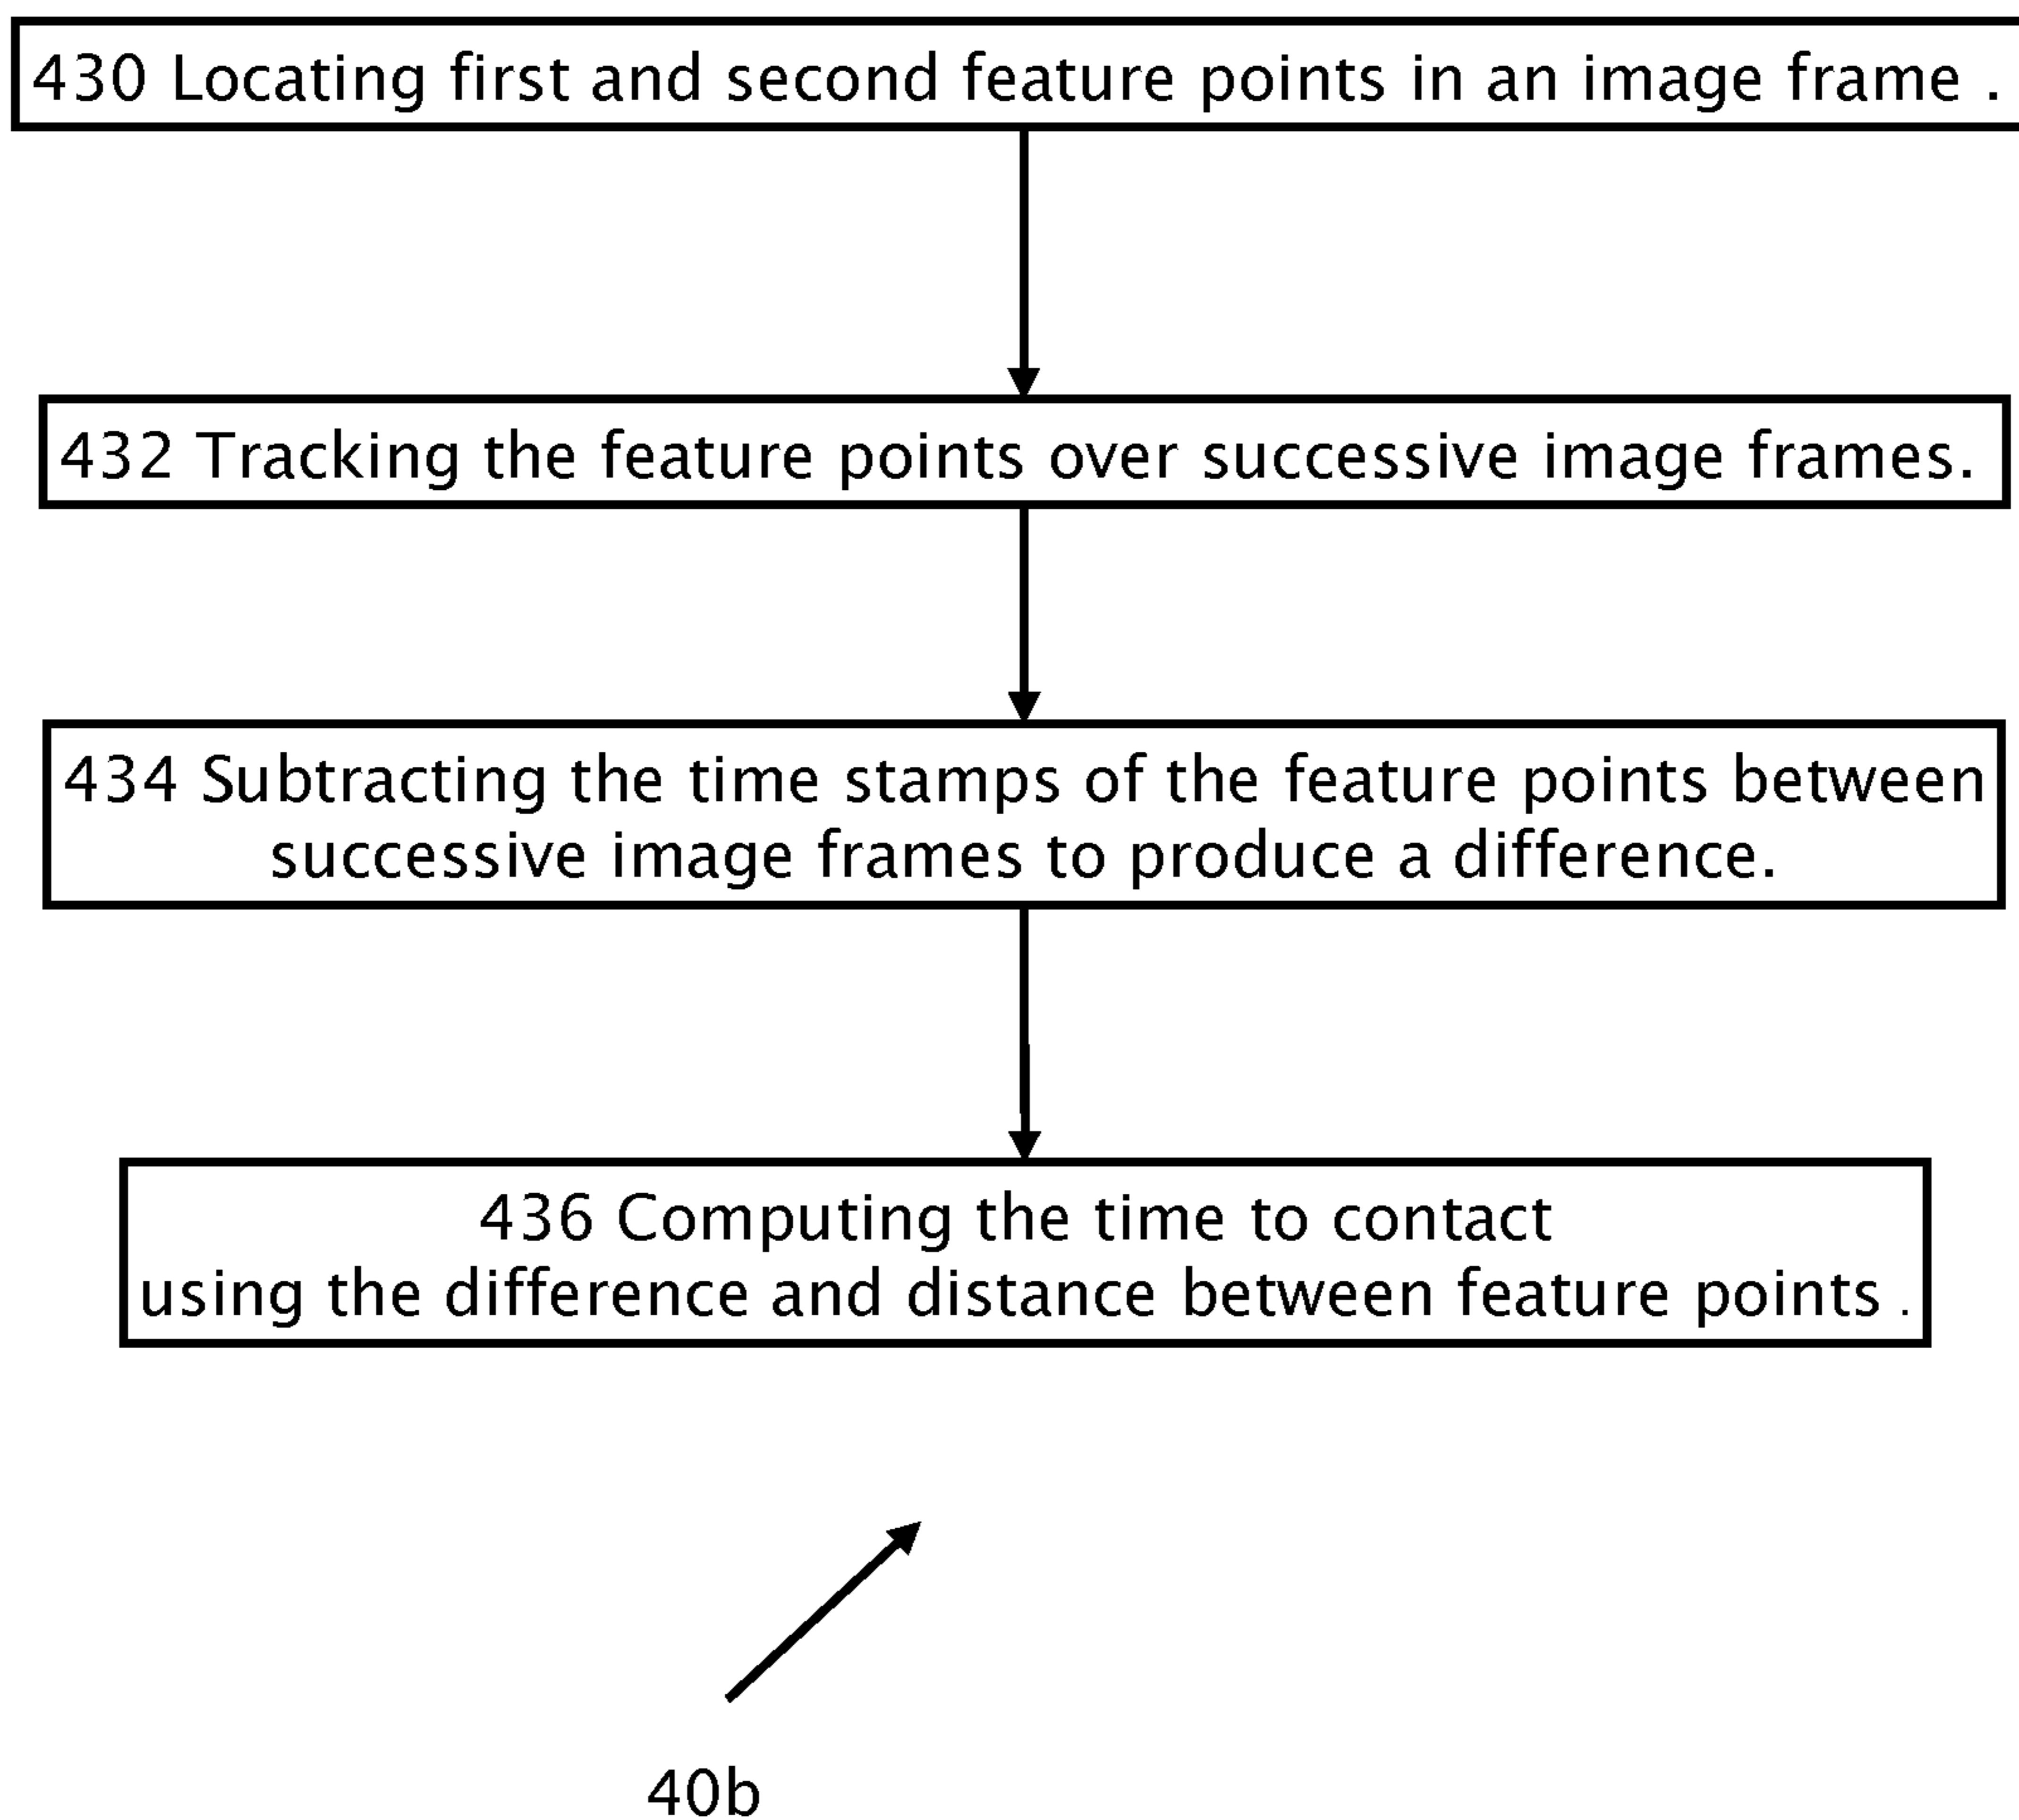 430 Locating first and second feature points in an image frame .
432 Tracking the feature points over successive image frames.
434 Subtracting the time stamps of the feature points between
successive image frames to produce a difference.
436 Computing the time to contact
using the difference and distance between feature points .
40b